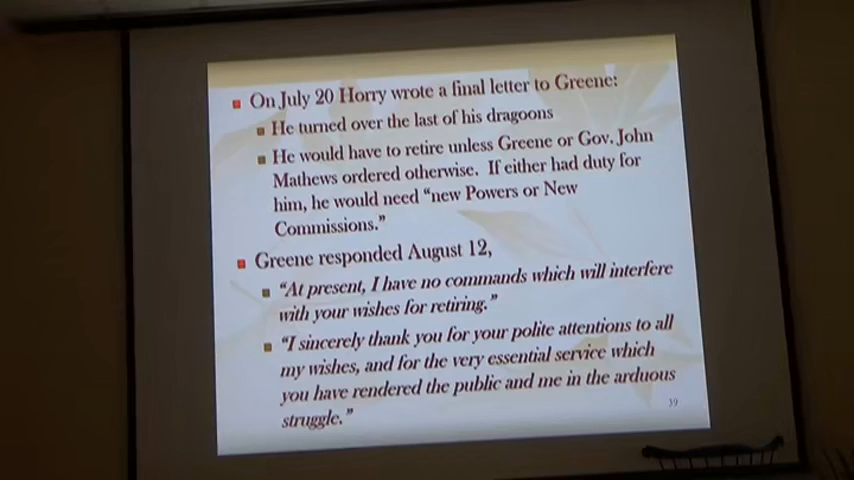 On July 20 Horry wrote a final letter to Greene:
He turned over the last of his dragoons
He would have to retire unless Greene or Gov. John
Mathews ordered otherwise. If either had duty for
him, he would need “new Powers or New
Commissions.”
Greene responded August 12,
“At present, I have no commands which will interfere
with your wishes for retiring.”
“I sincerely thank you for your polite attentions to all
my wishes, and for the very essential service which
you have rendered the public and me in the arduous
struggle.”
39